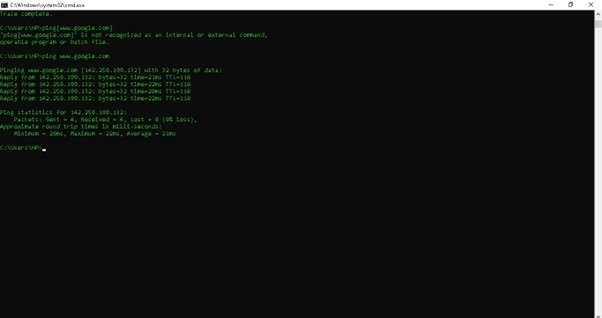 C:\Windows\system32\cmd.exe
Trace complete.
C:\Users\HP>ping[www.google.com]
'ping[www.google.com]' is not recognized as an internal or external command,
operable program or batch file.
C:\Users\HP>ping www.google.com
Pinging www.google.com [142.250.199.132] with 32 bytes of data:
Reply from 142.250.199.132: bytes=32 time=21ms TTL=118
Reply from 142.250.199.132: bytes=32 time=22ms TTL=118
Reply from 142.250.199.132: bytes=32 time=20ms TTL=118
Reply from 142.250.199.132: bytes=32 time=22ms TTL=118
Ping statistics for 142.250.199.132:
Packets: Sent = 4, Received = 4, Lost = 0 (0% loss),
Approximate round trip times in milli-seconds:
Minimum = 20ms, Maximum = 22ms, Average = 21ms
C:\Users\HP>